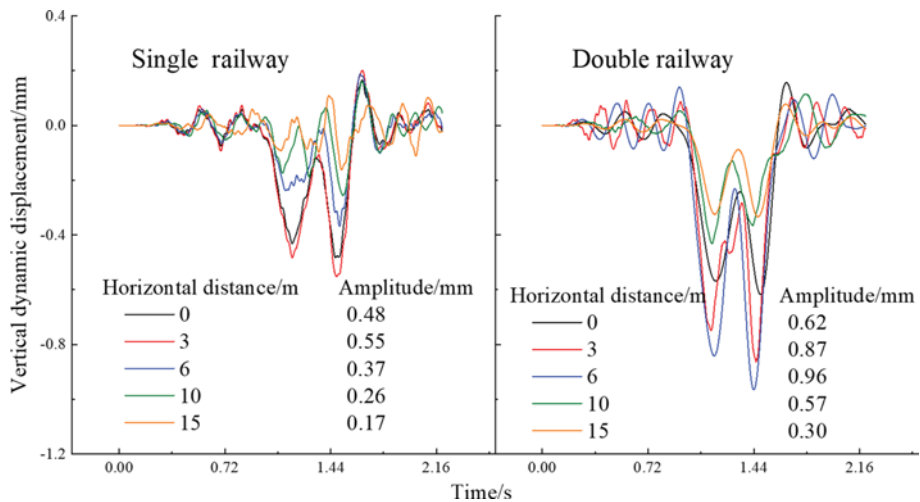 Vertical dynamic displacement/mm
0.4
0.0
-0.4
-0.8
-1.2
Single railway
Horizontal distance/m Amplitude/mm
0 0.48
3 0.55
6 0.37
10 0.26
15 0.17
0.00 0.72 1.44 2.16
Double railway
Horizontal distance/m Amplitude/mm
0 0.62
3 0.87
6 0.96
10 0.57
15 0.30
0.00 0.72 1.44 2.16
Time/s